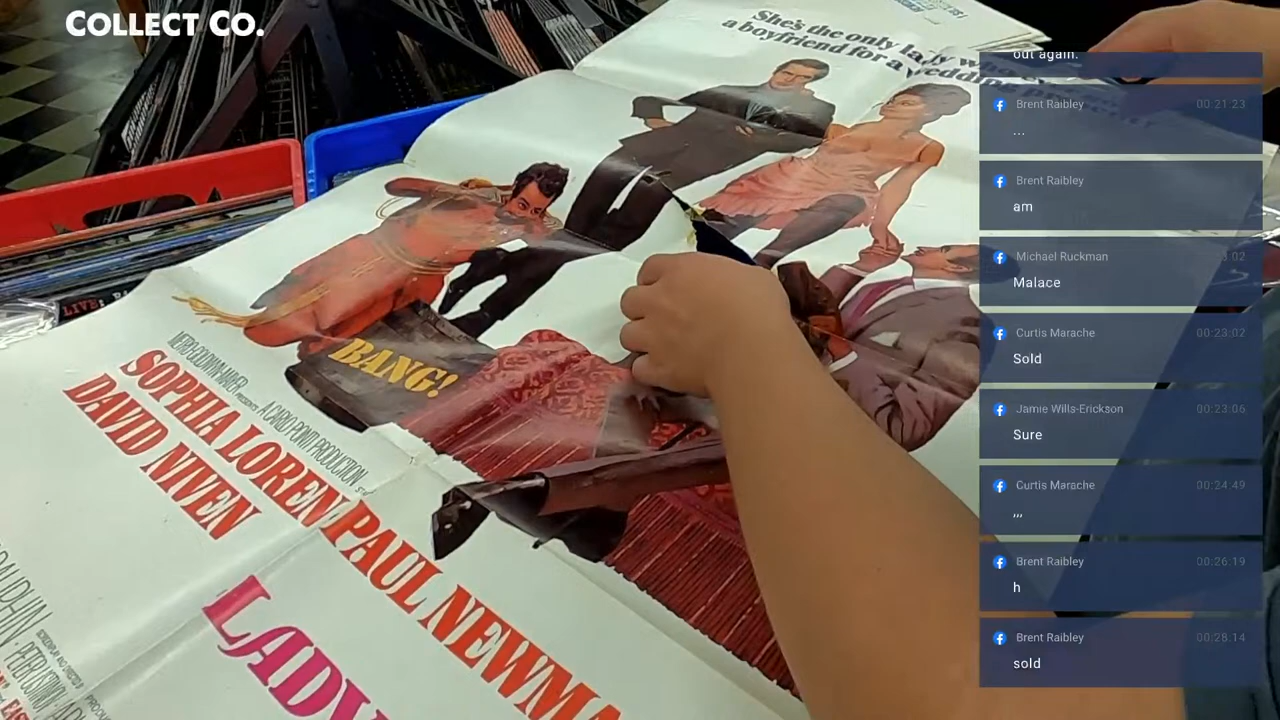 COLLECT CO.
She's the only lady who
a boyfriend for a wedding
out again.
Brent Raibley 00:21:23
...
Brent Raibley
am
Michael Ruckman
Malace
Curtis Marache 00:23:02
Sold
Jamie Wills-Erickson 00:23:06
Sure
Curtis Marache 00:24:49
,,,
Brent Raibley 00:26:19
h
Brent Raibley 00:28:14
sold
LIVE:
BANG!
METRO-GOLDWYN-MAYER PRESENTS A CARLO PONTI PRODUCTION
SOPHIA LOREN PAUL NEWMA
DAVID NIVEN
LADY